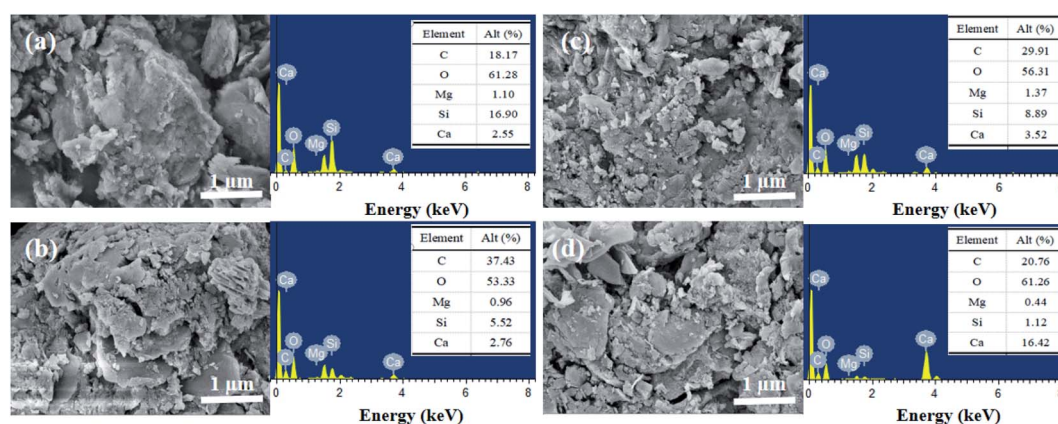 (a)
1 μm
Ca
O
C
Mg
Si
Ca
Element Alt (%)
C 18.17
O 61.28
Mg 1.10
Si 16.90
Ca 2.55
0 2 4 6 8
Energy (keV)
(c)
1 μm
Ca
O
C
Mg
Si
Ca
Element Alt (%)
C 29.91
O 56.31
Mg 1.37
Si 8.89
Ca 3.52
0 2 4 6 8
Energy (keV)
(b)
1 μm
Ca
O
C
Mg
Si
Ca
Element Alt (%)
C 37.43
O 53.33
Mg 0.96
Si 5.52
Ca 2.76
0 2 4 6 8
Energy (keV)
(d)
1 μm
Ca
O
C
Mg
Si
Ca
Element Alt (%)
C 20.76
O 61.26
Mg 0.44
Si 1.12
Ca 16.42
0 2 4 6 8
Energy (keV)